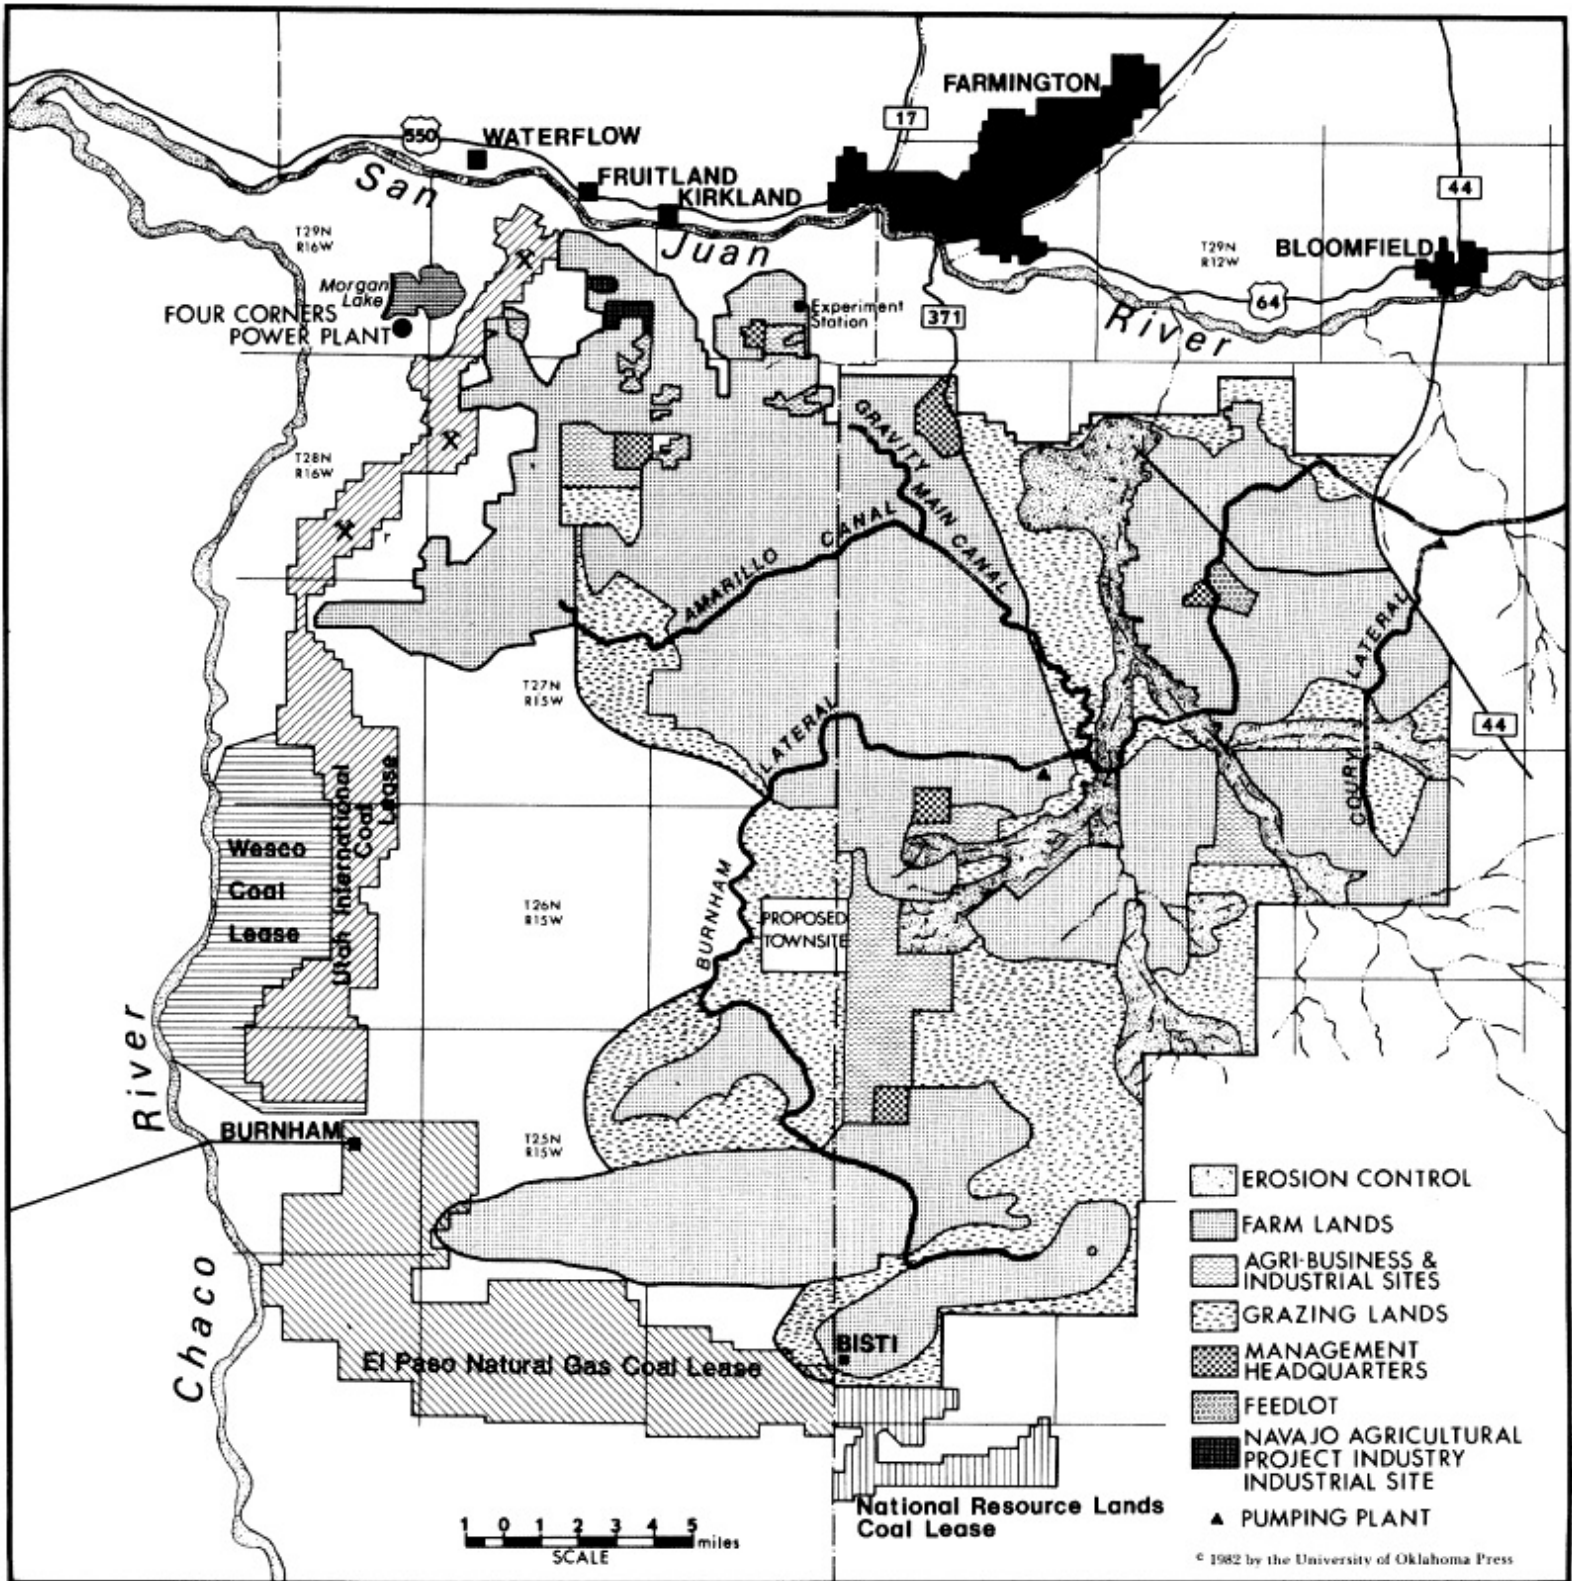 FARMINGTON
17
550
WATERFLOW
FRUITLAND
KIRKLAND
San
Juan
River
44
T29N
R16W
T29N
R12W
BLOOMFIELD
Morgan
Lake
FOUR CORNERS
POWER PLANT
Experiment
Station
371
64
T28N
R16W
GRAVITY MAIN CANAL
AMARILLO CANAL
LATERAL
COURY
T27N
R15W
44
BURNHAM
LATERAL
Utah International
Coal
Lease
Wesco
Coal
Lease
T26N
R15W
PROPOSED
TOWNSITE
River
Chaco
BURNHAM
T25N
R15W
BISTI
El Paso Natural Gas Coal Lease
National Resource Lands
Coal Lease
EROSION CONTROL
FARM LANDS
AGRI-BUSINESS &
INDUSTRIAL SITES
GRAZING LANDS
MANAGEMENT
HEADQUARTERS
FEEDLOT
NAVAJO AGRICULTURAL
PROJECT INDUSTRY
INDUSTRIAL SITE
PUMPING PLANT
1 0 1 2 3 4 5 miles
SCALE
© 1982 by the University of Oklahoma Press